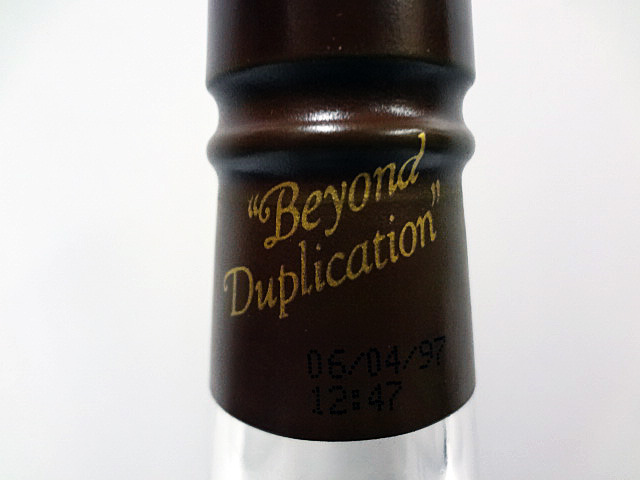 “Beyond
Duplication”
06/04/97
12:47